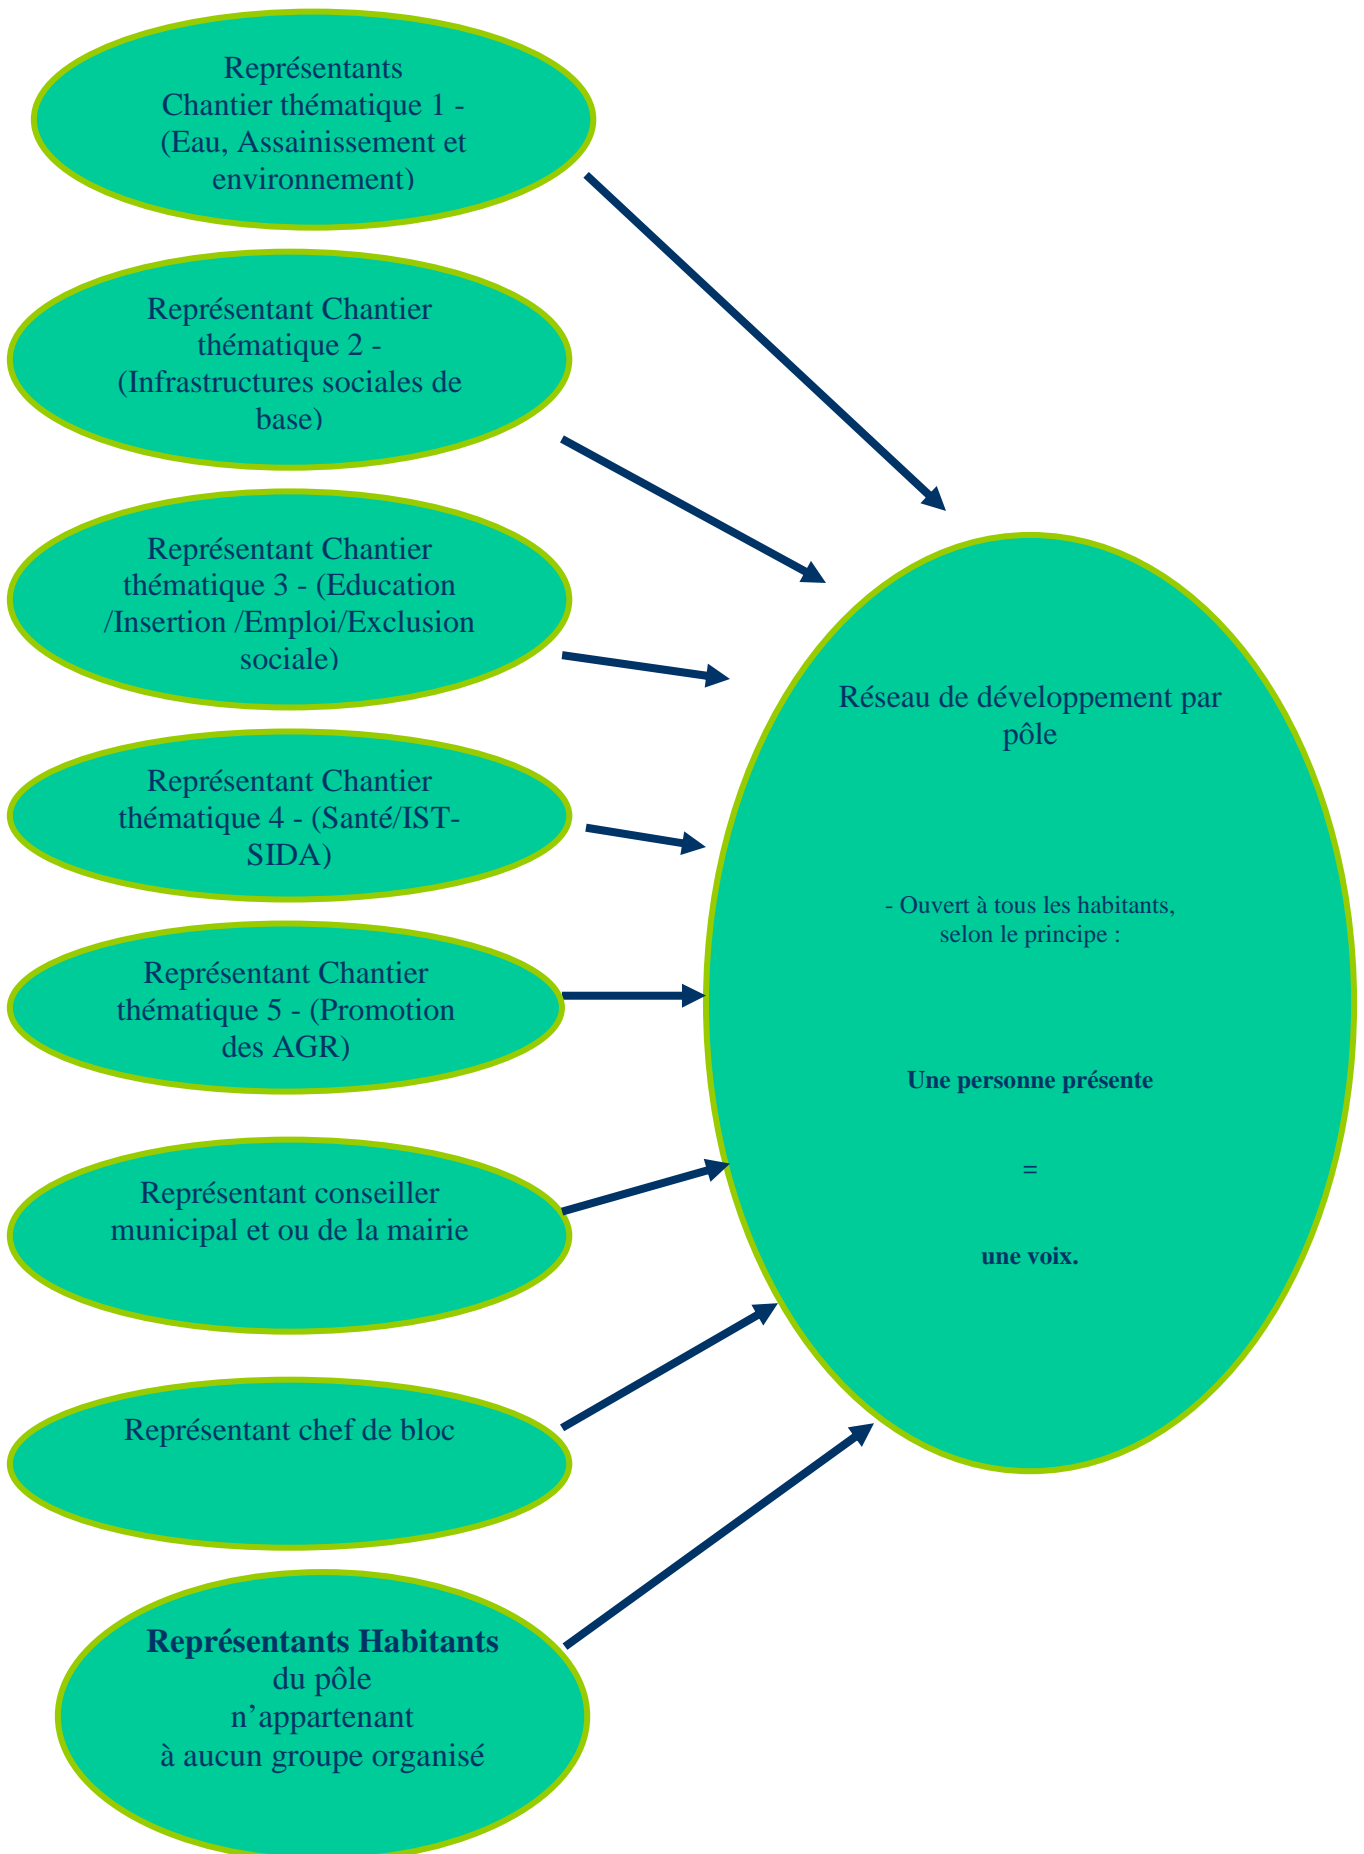 Représentants
Chantier thématique 1 -
(Eau, Assainissement et
environnement)
Représentant Chantier
thématique 2 -
(Infrastructures sociales de
base)
Représentant Chantier
thématique 3 - (Education
/Insertion /Emploi/Exclusion
sociale)
Représentant Chantier
thématique 4 - (Santé/IST-
SIDA)
Représentant Chantier
thématique 5 - (Promotion
des AGR)
Représentant conseiller
municipal et ou de la mairie
Représentant chef de bloc
Représentants Habitants
du pôle
n’appartenant
à aucun groupe organisé
Réseau de développement par
pôle
- Ouvert à tous les habitants,
selon le principe :
Une personne présente
=
une voix.